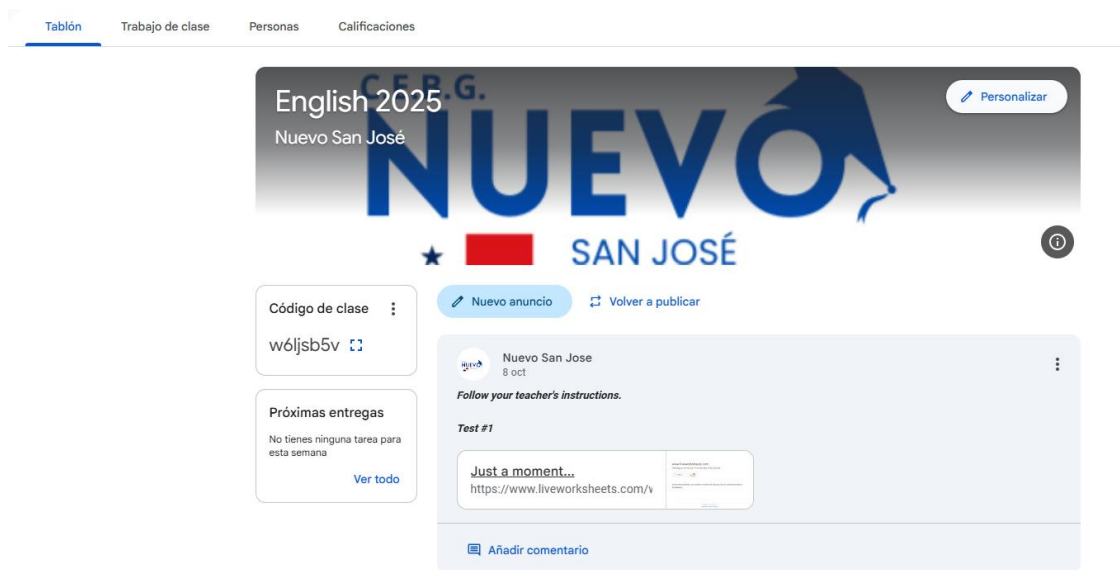 Tablón
Trabajo de clase
Personas
Calificaciones
C.E.B.G.
English 2025
Nuevo San José
Personalizar
NUEVO
SAN JOSÉ
Código de clase
w6ljsb5v
Nuevo anuncio
Volver a publicar
Nuevo San Jose
8 oct
Follow your teacher's instructions.
Test #1
Just a moment...
https://www.liveworksheets.com/v
Añadir comentario
Próximas entregas
No tienes ninguna tarea para
esta semana
Ver todo